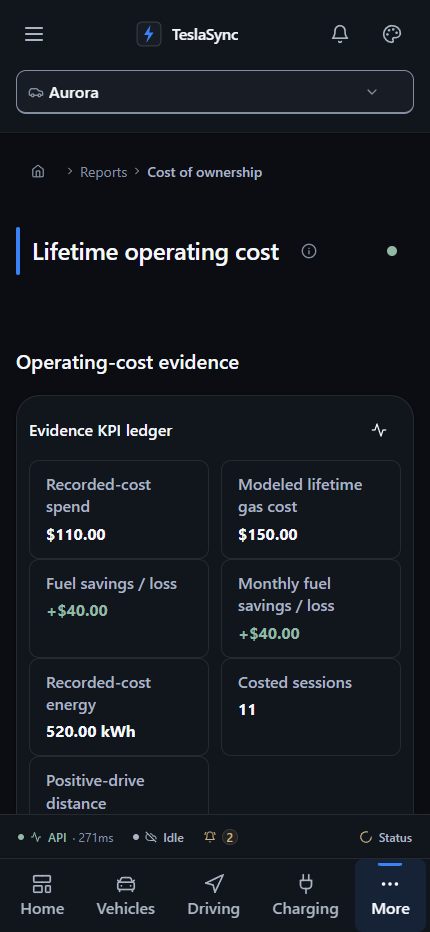 TeslaSync
Aurora
Reports
Cost of ownership
Lifetime operating cost
Operating-cost evidence
Evidence KPI ledger
Recorded-cost
spend
$110.00
Modeled lifetime
gas cost
$150.00
Fuel savings / loss
+$40.00
Monthly fuel
savings / loss
+$40.00
Recorded-cost
energy
520.00 kWh
Costed sessions
11
Positive-drive
distance
API · 271ms
Idle
2
Status
Home
Vehicles
Driving
Charging
More